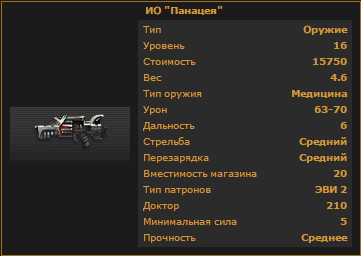 ИО "Панацея"
Тип Оружие
Уровень 16
Стоимость 15750
Вес 4.6
Тип оружия Медицина
Урон 63-70
Дальность 6
Стрельба Средний
Перезарядка Средний
Вместимость магазина 20
Тип патронов ЭВИ 2
Доктор 210
Минимальная сила 5
Прочность Среднее